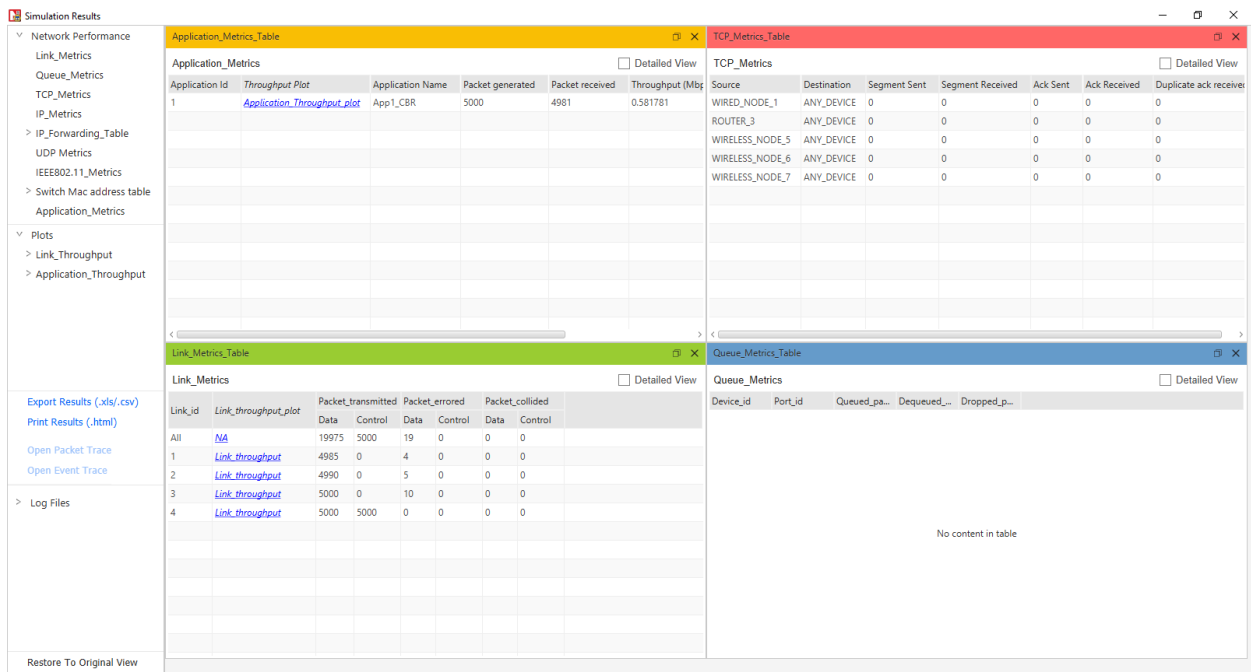 Simulation Results
Network Performance
Link_Metrics
Queue_Metrics
TCP_Metrics
IP_Metrics
IP_Forwarding_Table
UDP Metrics
IEEE802.11_Metrics
Switch Mac address table
Application_Metrics
Plots
Link_Throughput
Application_Throughput
Export Results (.xls/.csv)
Print Results (.html)
Open Packet Trace
Open Event Trace
Log Files
Restore To Original View
Application_Metrics_Table
Application_Metrics Detailed View
Application Id Throughput Plot Application Name Packet generated Packet received Throughput (Mbp
1 Application_Throughput_plot App1_CBR 5000 4981 0.581781
TCP_Metrics_Table
TCP_Metrics Detailed View
Source Destination Segment Sent Segment Received Ack Sent Ack Received Duplicate ack received
WIRED_NODE_1 ANY_DEVICE 0 0 0 0 0
ROUTER_3 ANY_DEVICE 0 0 0 0 0
WIRELESS_NODE_5 ANY_DEVICE 0 0 0 0 0
WIRELESS_NODE_6 ANY_DEVICE 0 0 0 0 0
WIRELESS_NODE_7 ANY_DEVICE 0 0 0 0 0
Link_Metrics_Table
Link_Metrics Detailed View
Link_id Link_throughput_plot Packet_transmitted Packet_errored Packet_collided
Data Control Data Control Data Control
All NA 19975 5000 19 0 0 0
1 Link_throughput 4985 0 4 0 0 0
2 Link_throughput 4990 0 5 0 0 0
3 Link_throughput 5000 0 10 0 0 0
4 Link_throughput 5000 5000 0 0 0 0
Queue_Metrics_Table
Queue_Metrics Detailed View
Device_id Port_id Queued_pa... Dequeued_... Dropped_p...
No content in table